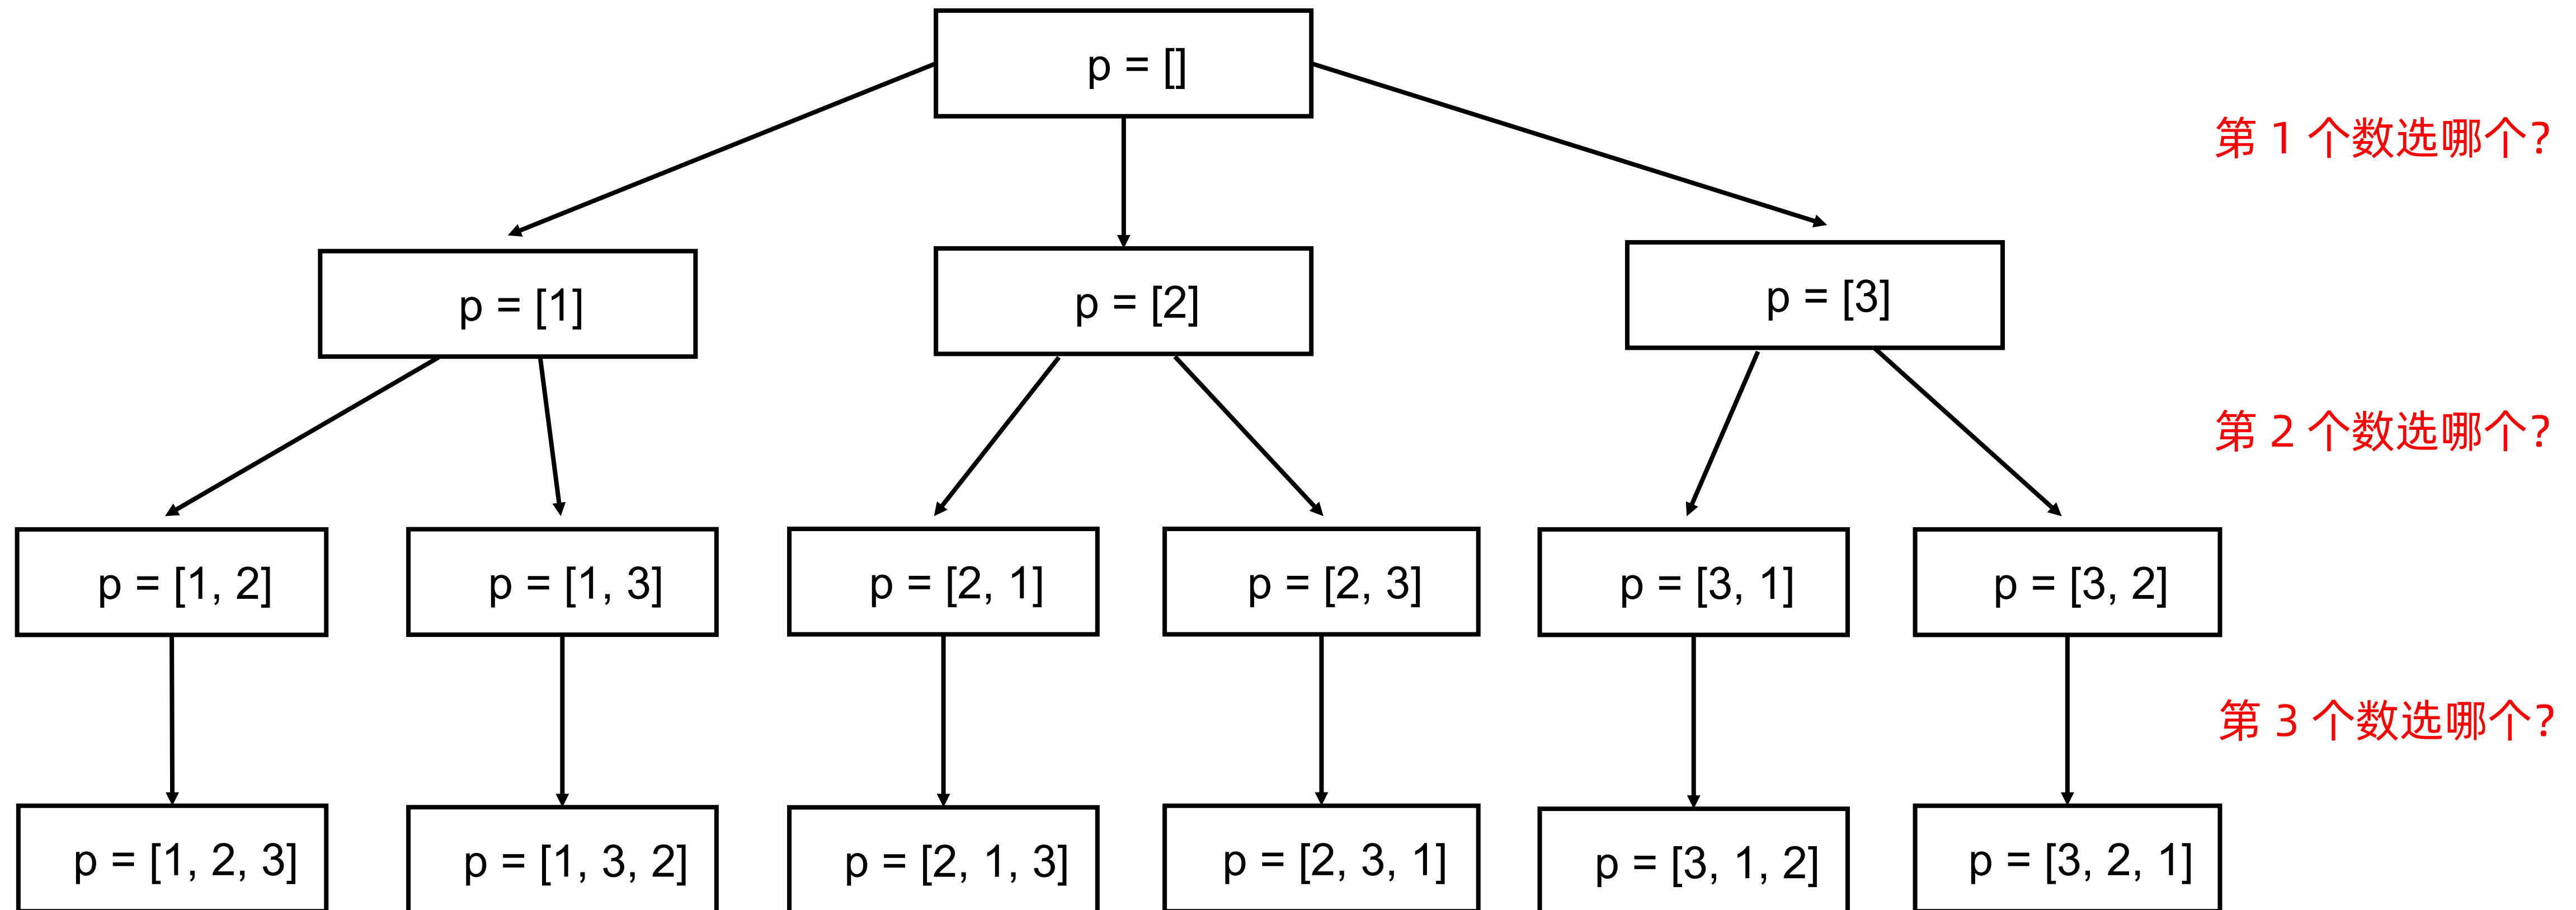 p = []
第 1 个数选哪个？
p = [1]
p = [2]
p = [3]
第 2 个数选哪个？
p = [1, 2]
p = [1, 3]
p = [2, 1]
p = [2, 3]
p = [3, 1]
p = [3, 2]
第 3 个数选哪个？
p = [1, 2, 3]
p = [1, 3, 2]
p = [2, 1, 3]
p = [2, 3, 1]
p = [3, 1, 2]
p = [3, 2, 1]